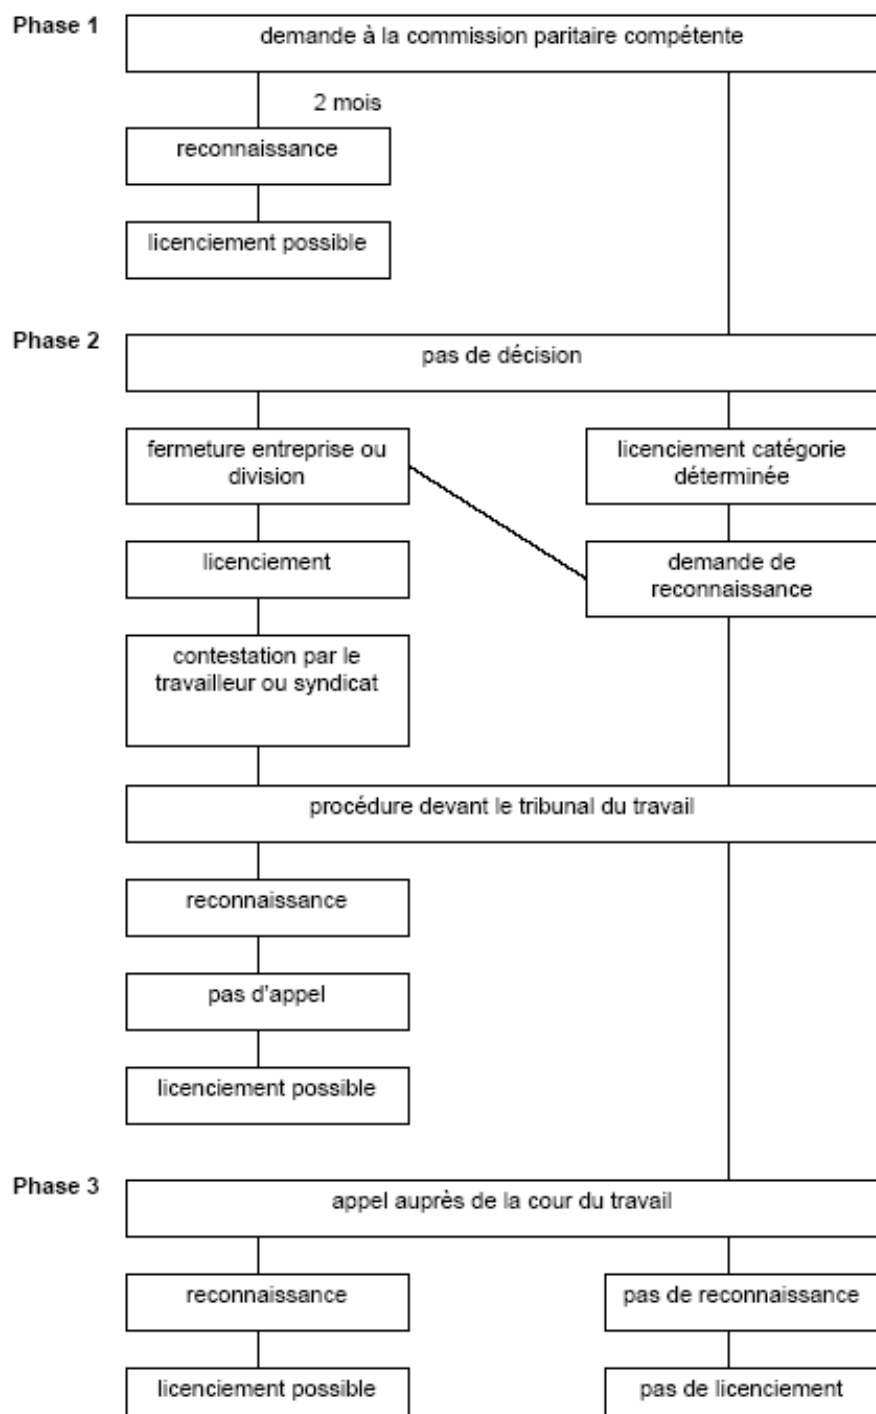 Phase 1
demande à la commission paritaire compétente
2 mois
reconnaissance
licenciement possible
Phase 2
pas de décision
fermeture entreprise ou
division
licenciement catégorie
déterminée
licenciement
demande de
reconnaissance
contestation par le
travailleur ou syndicat
procédure devant le tribunal du travail
reconnaissance
pas d'appel
licenciement possible
Phase 3
appel auprès de la cour du travail
reconnaissance
pas de reconnaissance
licenciement possible
pas de licenciement